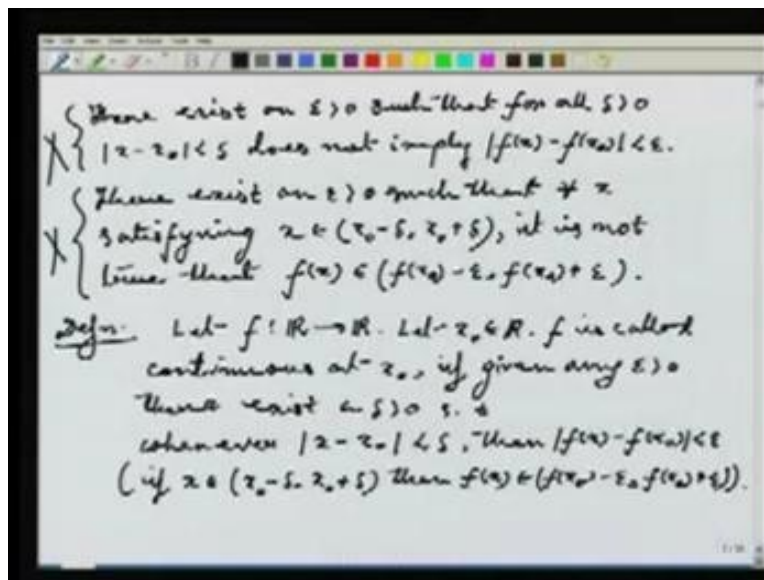 There exist an ε>0 such that for all δ>0
|x-x₀|<δ does not imply |f(x)-f(x₀)|<ε.
There exist an ε>0 such that ∀ x
satisfying x∈(x₀-δ, x₀+δ), it is not
true that f(x)∈(f(x₀)-ε, f(x₀)+ε).
Defn. Let f:ℝ→ℝ. Let x₀∈ℝ. f is called
continuous at x₀, if given any ε>0
there exist a δ>0 s.t
whenever |x-x₀|<δ, then |f(x)-f(x₀)|<ε
(if x∈(x₀-δ, x₀+δ) then f(x)∈(f(x₀)-ε, f(x₀)+ε)).